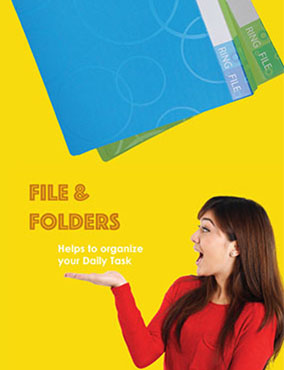 RING FILE
RING FILE
FILE &
FOLDERS
Helps to organize
your Daily Task